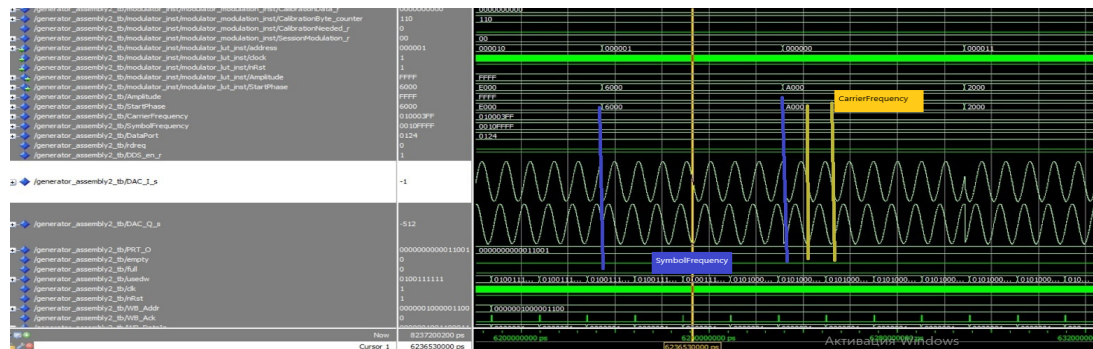 /generator_assembly2_tb/modulator_inst/modulator_modulation_inst/CalibrationByte_counter 110 110
/generator_assembly2_tb/modulator_inst/modulator_modulation_inst/CalibrationNeeded_r 0
/generator_assembly2_tb/modulator_inst/modulator_modulation_inst/SessionModulation_r 00 00
/generator_assembly2_tb/modulator_inst/modulator_lut_inst/address 000001 000010 000001 000000 000011
/generator_assembly2_tb/modulator_inst/modulator_lut_inst/clock 1
/generator_assembly2_tb/modulator_inst/modulator_lut_inst/nRst 1
/generator_assembly2_tb/modulator_inst/modulator_lut_inst/Amplitude FFFF FFFF
/generator_assembly2_tb/modulator_inst/modulator_lut_inst/StartPhase 6000 E000 6000 A000 2000
/generator_assembly2_tb/Amplitude FFFF FFFF
/generator_assembly2_tb/StartPhase 6000 E000 6000 A000 2000
CarrierFrequency
/generator_assembly2_tb/CarrierFrequency 010003FF 010003FF
/generator_assembly2_tb/SymbolFrequency 0010FFFF 0010FFFF
/generator_assembly2_tb/DataPort 0124 0124
/generator_assembly2_tb/rdreq 0
/generator_assembly2_tb/DDS_en_r 1
/generator_assembly2_tb/DAC_I_s -1
/generator_assembly2_tb/DAC_Q_s -512
/generator_assembly2_tb/PRT_O 0000000000011001 0000000000011001
/generator_assembly2_tb/empty 0
SymbolFrequency
/generator_assembly2_tb/full 0
/generator_assembly2_tb/usedw 0100111111
/generator_assembly2_tb/clk 1
/generator_assembly2_tb/nRst 1
/generator_assembly2_tb/WB_Addr 0000001000001100 0000001000001100
/generator_assembly2_tb/WB_Ack 0
Now 8237200200 ps
Cursor 1 6236530000 ps
6200000000 ps
6236530000 ps
Активация Windows